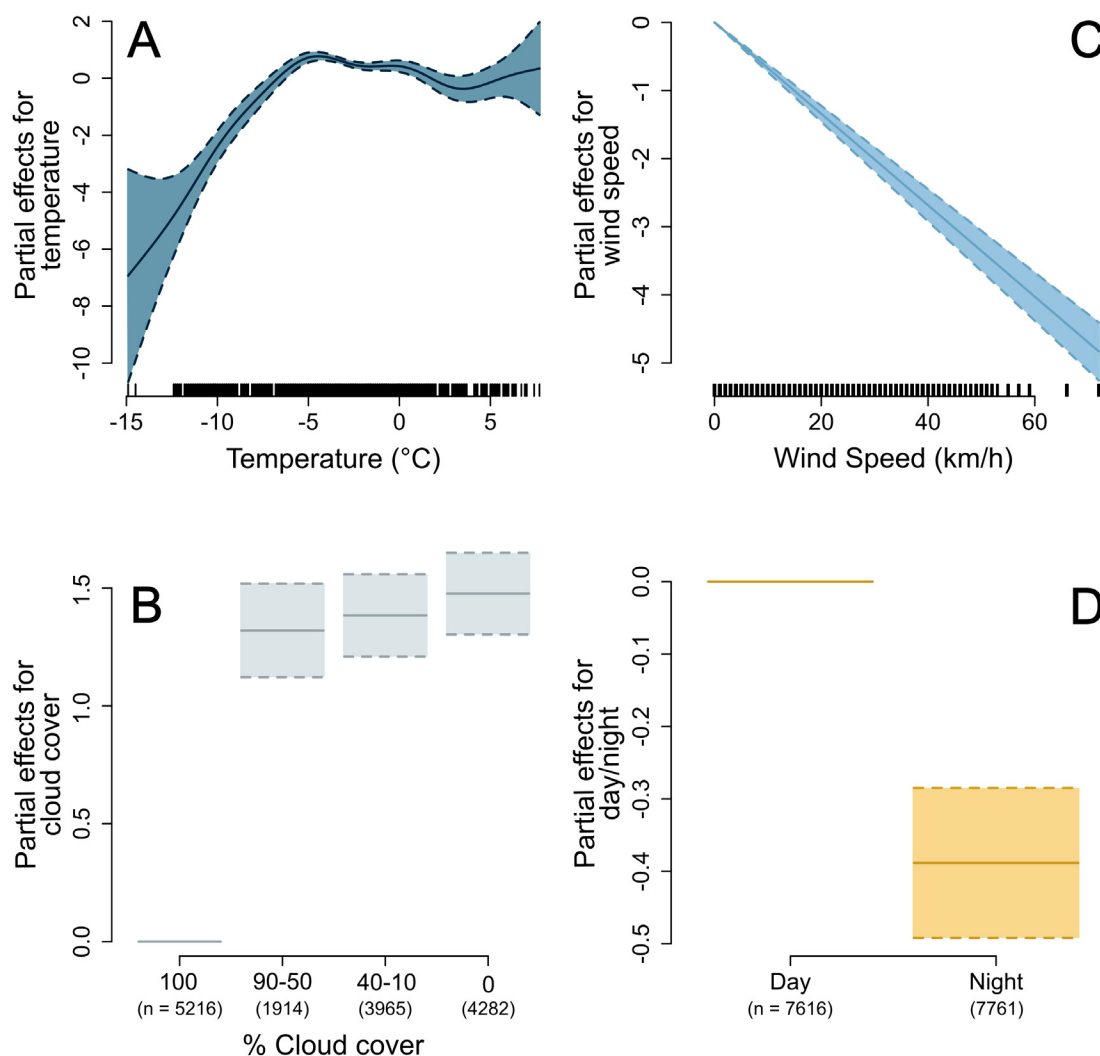 A
Partial effects for
temperature
2
0
-2
-4
-6
-8
-10
-15
-10
-5
0
5
Temperature (°C)
C
Partial effects for
wind speed
0
-1
-2
-3
-4
-5
0
20
40
60
Wind Speed (km/h)
B
Partial effects for
cloud cover
1.5
1.0
0.5
0.0
100
90-50
40-10
0
(n = 5216)
(1914)
(3965)
(4282)
% Cloud cover
D
Partial effects for
day/night
0.0
-0.1
-0.2
-0.3
-0.4
-0.5
Day
Night
(n = 7616)
(7761)